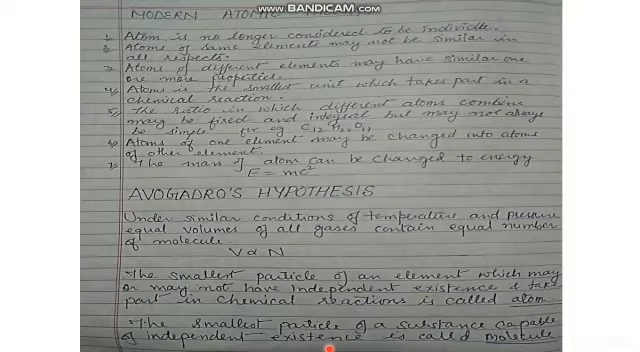 MODERN ATOMIC
WWW.BANDICAM.COM
1. Atom is no longer considered to be individle.
2. Atoms of same elements may not be similar in
all respects.
3. Atoms of different elements may have similar one
one more properties.
4. Atom is the smallest unit which takes part in a
chemical reaction.
5. The ratio in which different atoms combine
may be fixed and integral but may not always
be simple for eg C12 H22 O11
Atoms of one element may be changed into atoms
of other element.
The mass of atom can be changed to energy
E = mc²
AVOGADRO'S HYPOTHESIS
Under similar conditions of temperature and pressure
equal volumes of all gases contain equal number
of molecule
V α N
The smallest particle of an element which may
or may not have independent existence & take
part in chemical reactions is called atom.
The smallest particle of a substance capable
of independent existence is called molecule